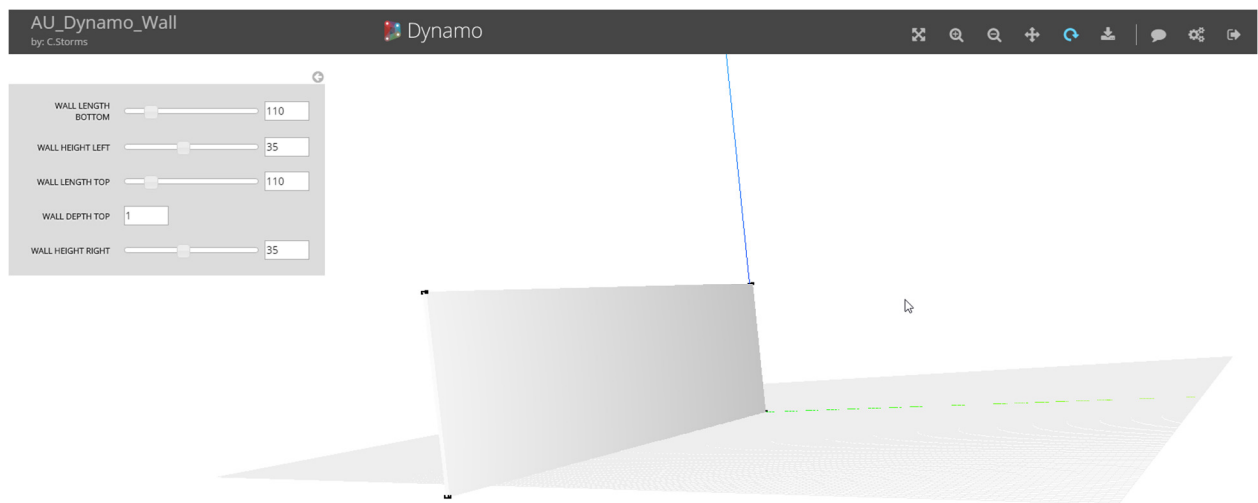 AU_Dynamo_Wall
by: C.Storms
Dynamo
WALL LENGTH
BOTTOM
110
WALL HEIGHT LEFT
35
WALL LENGTH TOP
110
WALL DEPTH TOP
1
WALL HEIGHT RIGHT
35